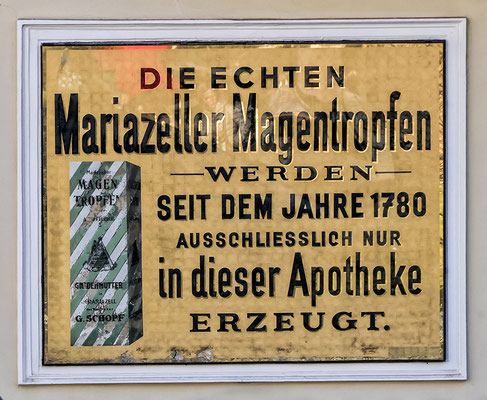 DIE ECHTEN
Mariazeller Magentropfen
WERDEN
SEIT DEM JAHRE 1780
AUSSCHLIESSLICH NUR
in dieser Apotheke
ERZEUGT.
MAGEN
TROPFEN
G. SCHOPF